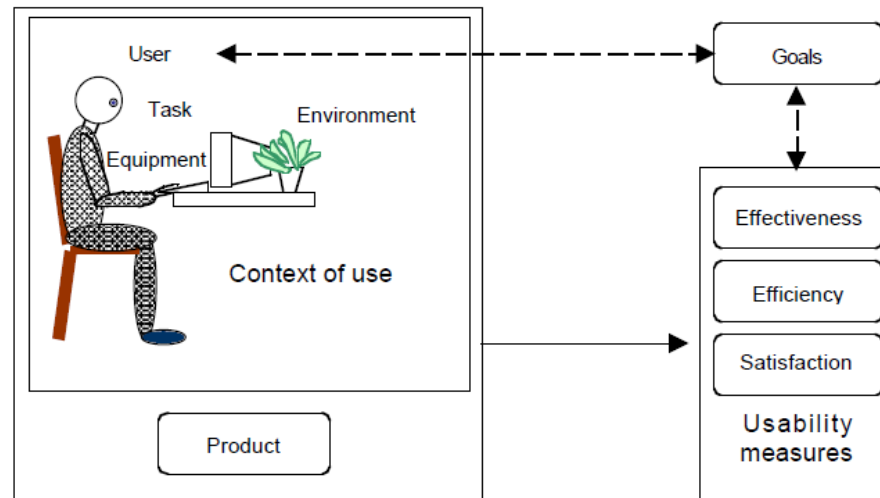 User
Goals
Task
Environment
Equipment
Effectiveness
Context of use
Efficiency
Satisfaction
Product
Usability
measures